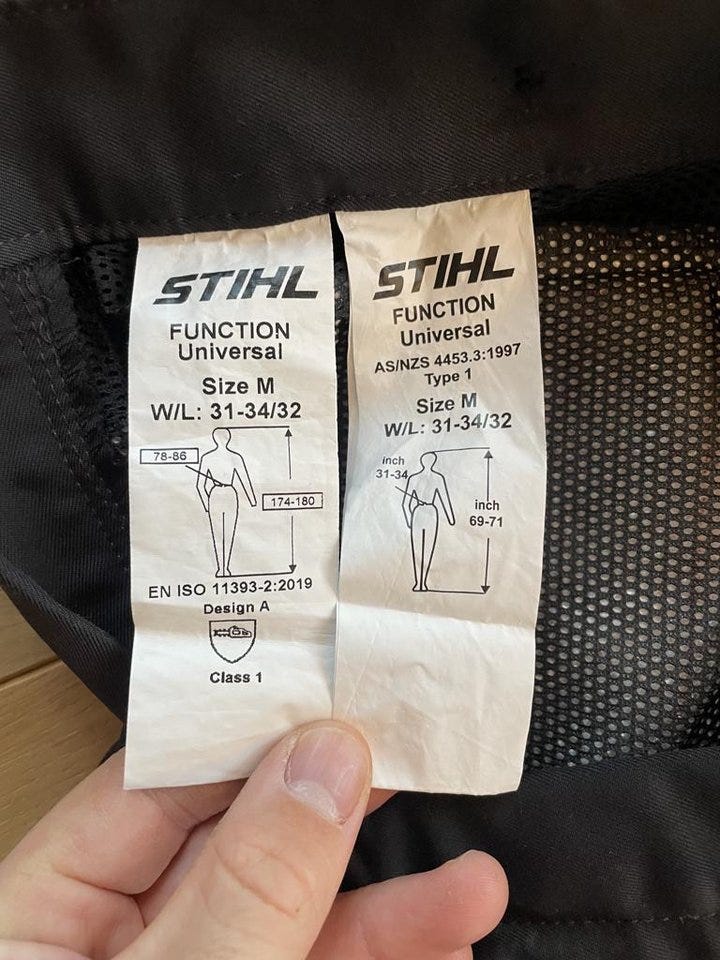 STIHL
FUNCTION
Universal
Size M
W/L: 31-34/32
78-86
174-180
EN ISO 11393-2:2019
Design A
Class 1
STIHL
FUNCTION
Universal
AS/NZS 4453.3:1997
Type 1
Size M
W/L: 31-34/32
inch
31-34
inch
69-71